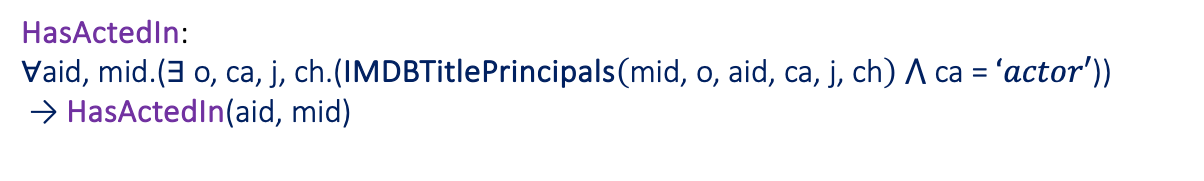 HasActedIn:
∀aid, mid.(∃ o, ca, j, ch.(IMDBTitlePrincipals(mid, o, aid, ca, j, ch) ⋀ ca = ‘actor′))
→ HasActedIn(aid, mid)